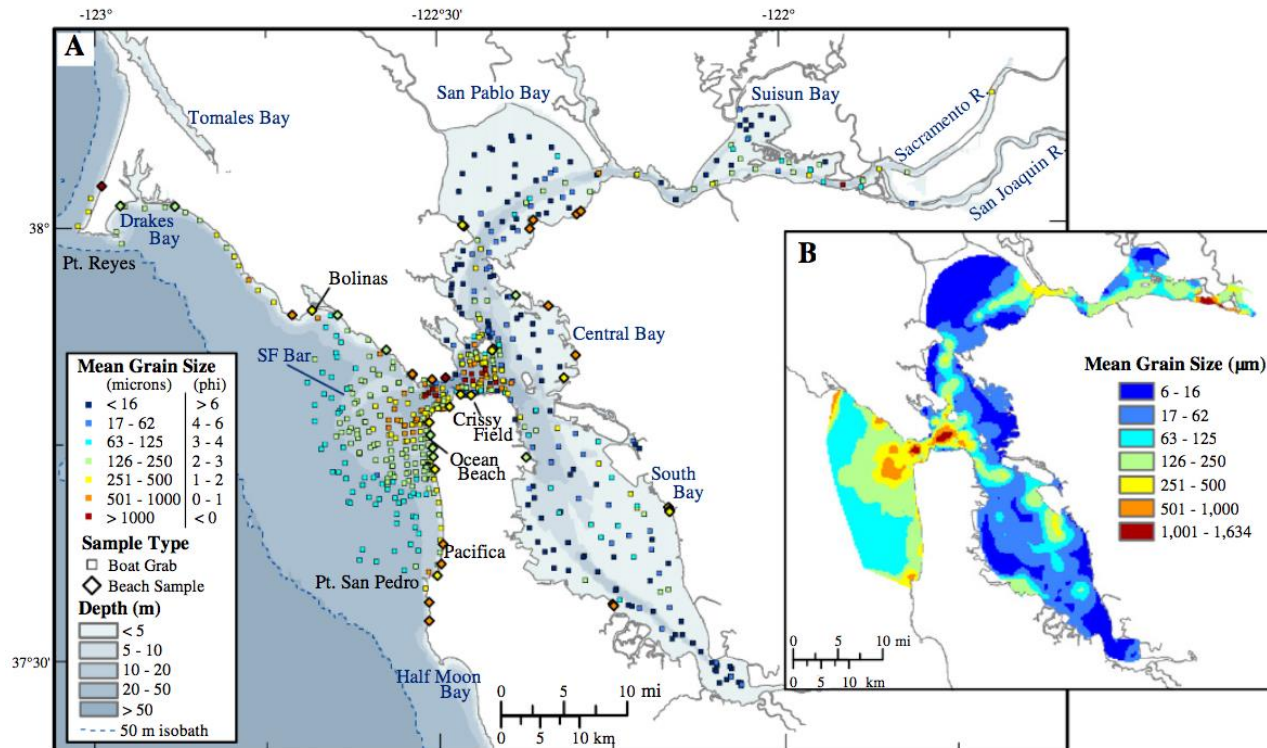 -123°
-122°30'
-122°
A
San Pablo Bay
Suisun Bay
Tomales Bay
Sacramento R.
San Joaquin R.
38°
Drakes
Bay
Pt. Reyes
Bolinas
Central Bay
SF Bar
Crissy
Field
Ocean
Beach
South
Bay
Pacifica
Pt. San Pedro
Half Moon
Bay
37°30'
Mean Grain Size
(microns) (phi)
< 16 > 6
17 - 62 4 - 6
63 - 125 3 - 4
126 - 250 2 - 3
251 - 500 1 - 2
501 - 1000 0 - 1
> 1000 < 0
Sample Type
Boat Grab
Beach Sample
Depth (m)
< 5
5 - 10
10 - 20
20 - 50
> 50
50 m isobath
0 5 10 mi
0 5 10 km
B
Mean Grain Size (μm)
6 - 16
17 - 62
63 - 125
126 - 250
251 - 500
501 - 1,000
1,001 - 1,634
0 5 10 mi
0 5 10 km